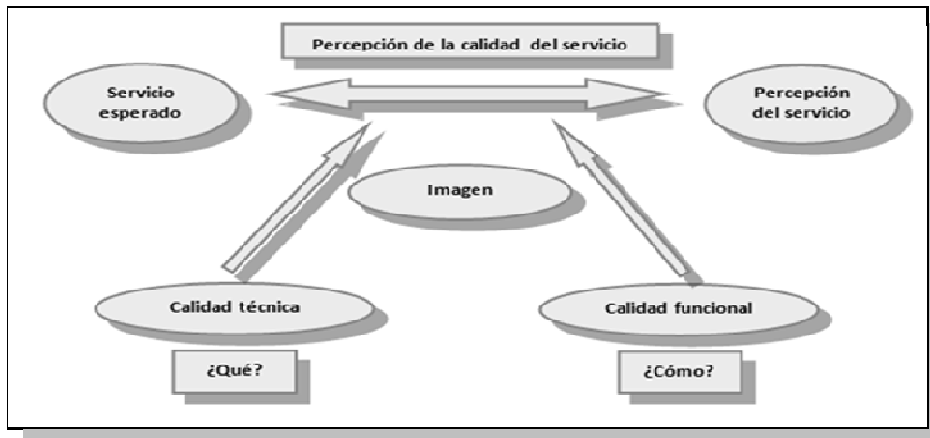 Percepción de la calidad del servicio
Servicio
esperado
Percepción
del servicio
Imagen
Calidad técnica
Calidad funcional
¿Qué?
¿Cómo?